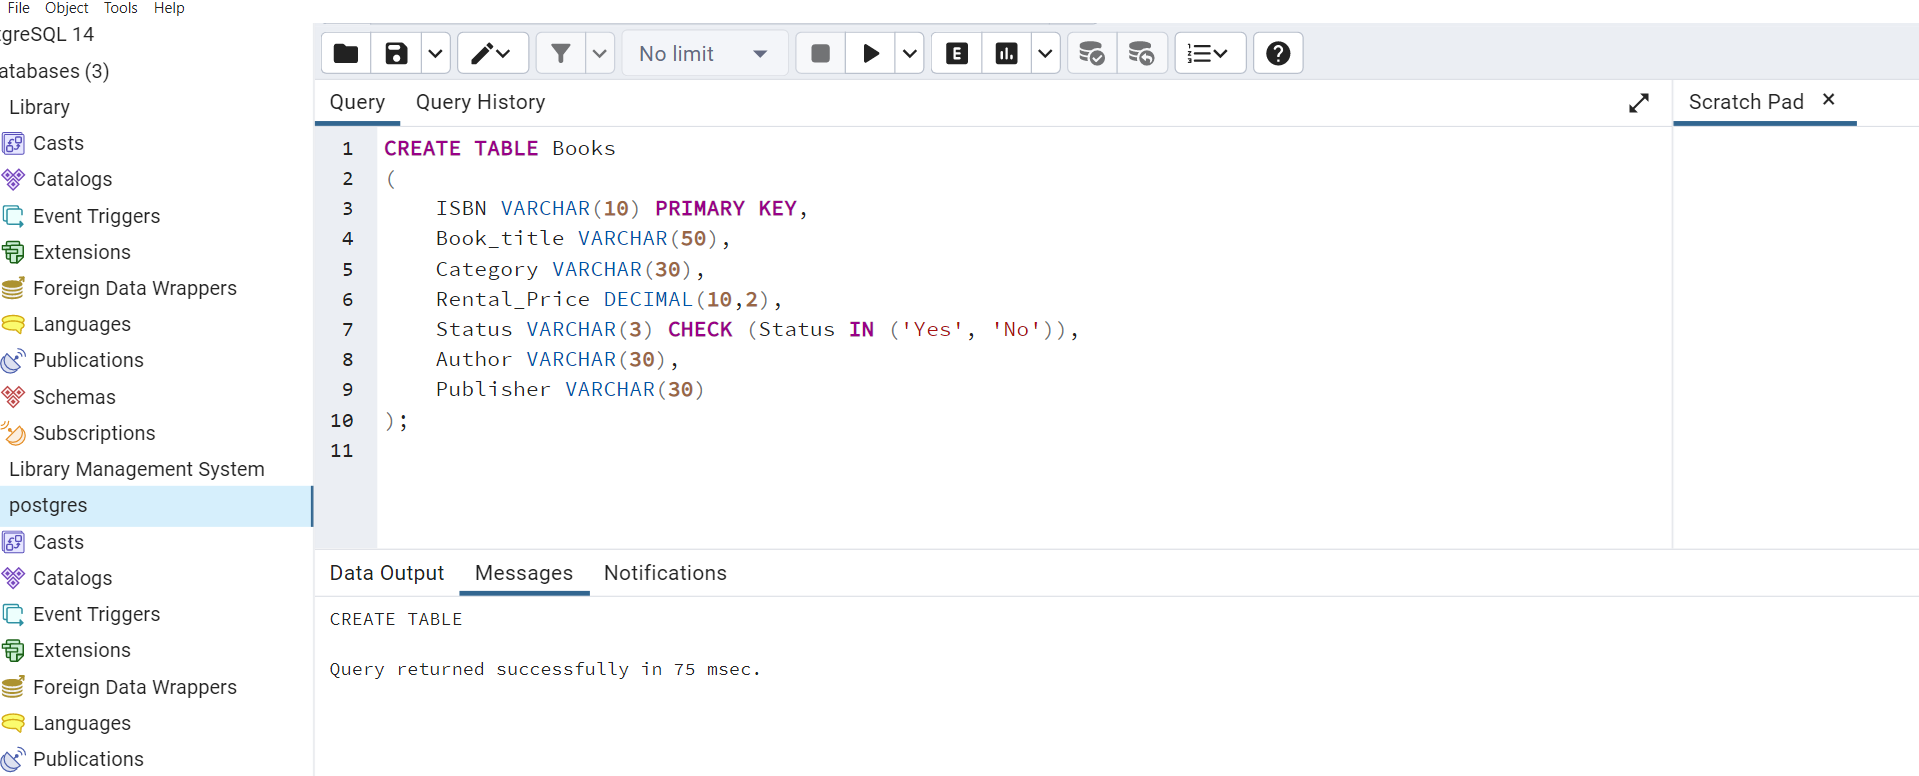 File Object Tools Help
greSQL 14
atabases (3)
Library
Casts
Catalogs
Event Triggers
Extensions
Foreign Data Wrappers
Languages
Publications
Schemas
Subscriptions
Library Management System
postgres
Casts
Catalogs
Event Triggers
Extensions
Foreign Data Wrappers
Languages
Publications
No limit
E
Query Query History
Scratch Pad
1 CREATE TABLE Books
2 (
3 ISBN VARCHAR(10) PRIMARY KEY,
4 Book_title VARCHAR(50),
5 Category VARCHAR(30),
6 Rental_Price DECIMAL(10,2),
7 Status VARCHAR(3) CHECK (Status IN ('Yes', 'No')),
8 Author VARCHAR(30),
9 Publisher VARCHAR(30)
10 );
11
Data Output Messages Notifications
CREATE TABLE
Query returned successfully in 75 msec.